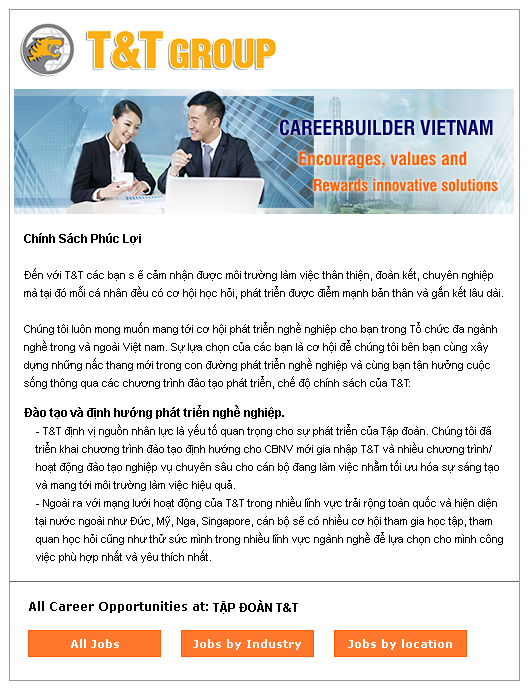 T&T GROUP
CAREERBUILDER VIETNAM
Encourages, values and
Rewards innovative solutions
Chính Sách Phúc Lợi
Đến với T&T các bạn s ẽ cảm nhận được môi trường làm việc thân thiện, đoàn kết, chuyên nghiệp
mà tại đó mỗi cá nhân đều có cơ hội học hỏi, phát triển được điểm mạnh bản thân và gắn kết lâu dài.
Chúng tôi luôn mong muốn mang tới cơ hội phát triển nghề nghiệp cho bạn trong Tổ chức đa ngành
nghề trong và ngoài Việt nam. Sự lựa chọn của các bạn là cơ hội để chúng tôi bên bạn cùng xây
dựng những nấc thang mới trong con đường phát triển nghề nghiệp và cùng bạn tận hưởng cuộc
sống thông qua các chương trình đào tạo phát triển, chế độ chính sách của T&T:
Đào tạo và định hướng phát triển nghề nghiệp.
- T&T định vị nguồn nhân lực là yếu tố quan trọng cho sự phát triển của Tập đoàn. Chúng tôi đã
triển khai chương trình đào tạo định hướng cho CBNV mới gia nhập T&T và nhiều chương trình/
hoạt động đào tạo nghiệp vụ chuyên sâu cho cán bộ đang làm việc nhằm tối ưu hóa sự sáng tạo
và mang tới môi trường làm việc hiệu quả.
- Ngoài ra với mạng lưới hoạt động của T&T trong nhiều lĩnh vực trải rộng toàn quốc và hiện diện
tại nước ngoài như Đức, Mỹ, Nga, Singapore, cán bộ sẽ có nhiều cơ hội tham gia học tập, tham
quan học hỏi cũng như thử sức mình trong nhiều lĩnh vực ngành nghề để lựa chọn cho mình công
việc phù hợp nhất và yêu thích nhất.
All Career Opportunities at: TẬP ĐOÀN T&T
All Jobs Jobs by Industry Jobs by location